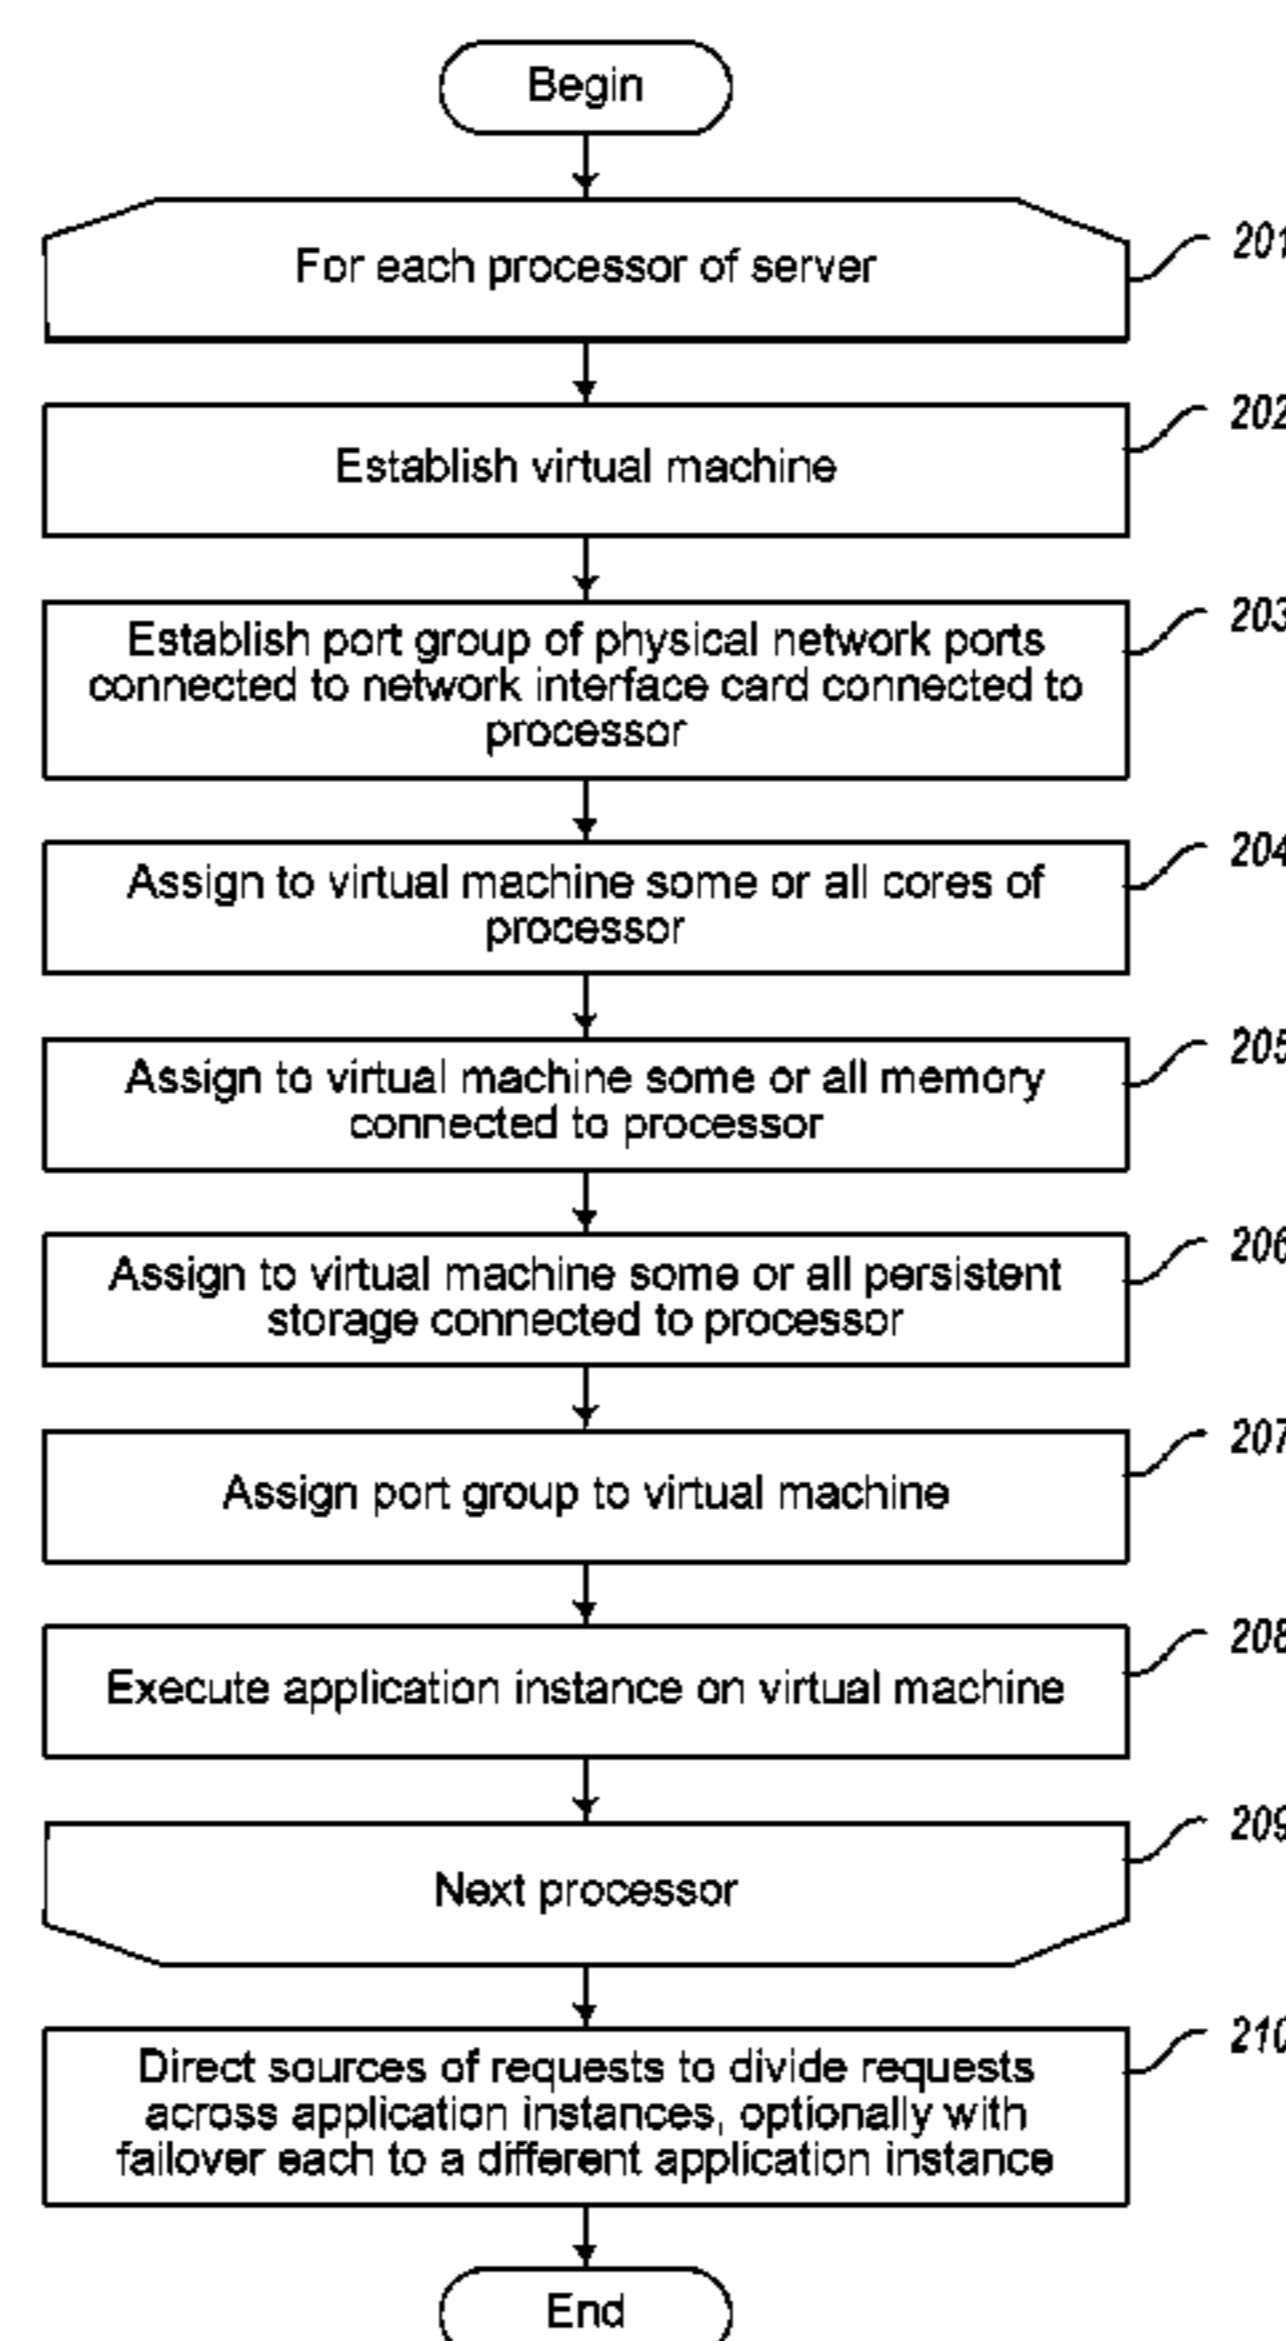 Begin
For each processor of server
201
Establish virtual machine
202
Establish port group of physical network ports
connected to network interface card connected to
processor
203
Assign to virtual machine some or all cores of
processor
204
Assign to virtual machine some or all memory
connected to processor
205
Assign to virtual machine some or all persistent
storage connected to processor
206
Assign port group to virtual machine
207
Execute application instance on virtual machine
208
Next processor
209
Direct sources of requests to divide requests
across application instances, optionally with
failover each to a different application instance
210
End